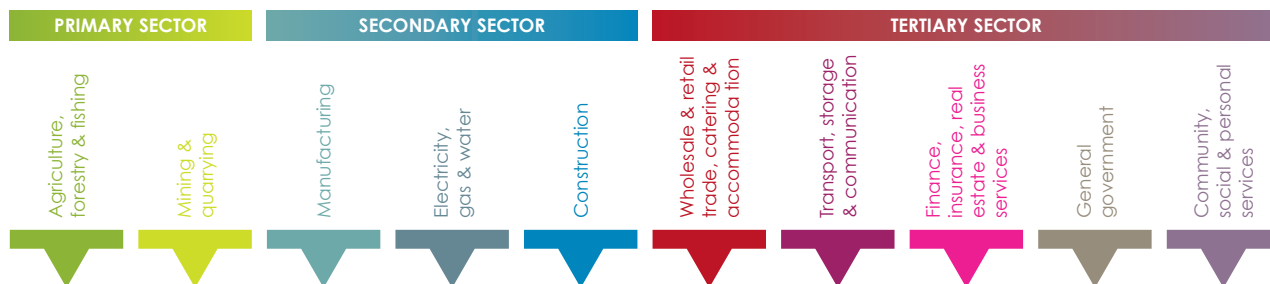 PRIMARY SECTOR
SECONDARY SECTOR
TERTIARY SECTOR
Agriculture,
forestry & fishing
Mining &
quarrying
Manufacturing
Electricity,
gas & water
Construction
Wholesale & retail
trade, catering &
accommoda tion
Transport, storage
& communication
Finance,
insurance, real
estate & business
services
General
government
Community,
social & personal
services